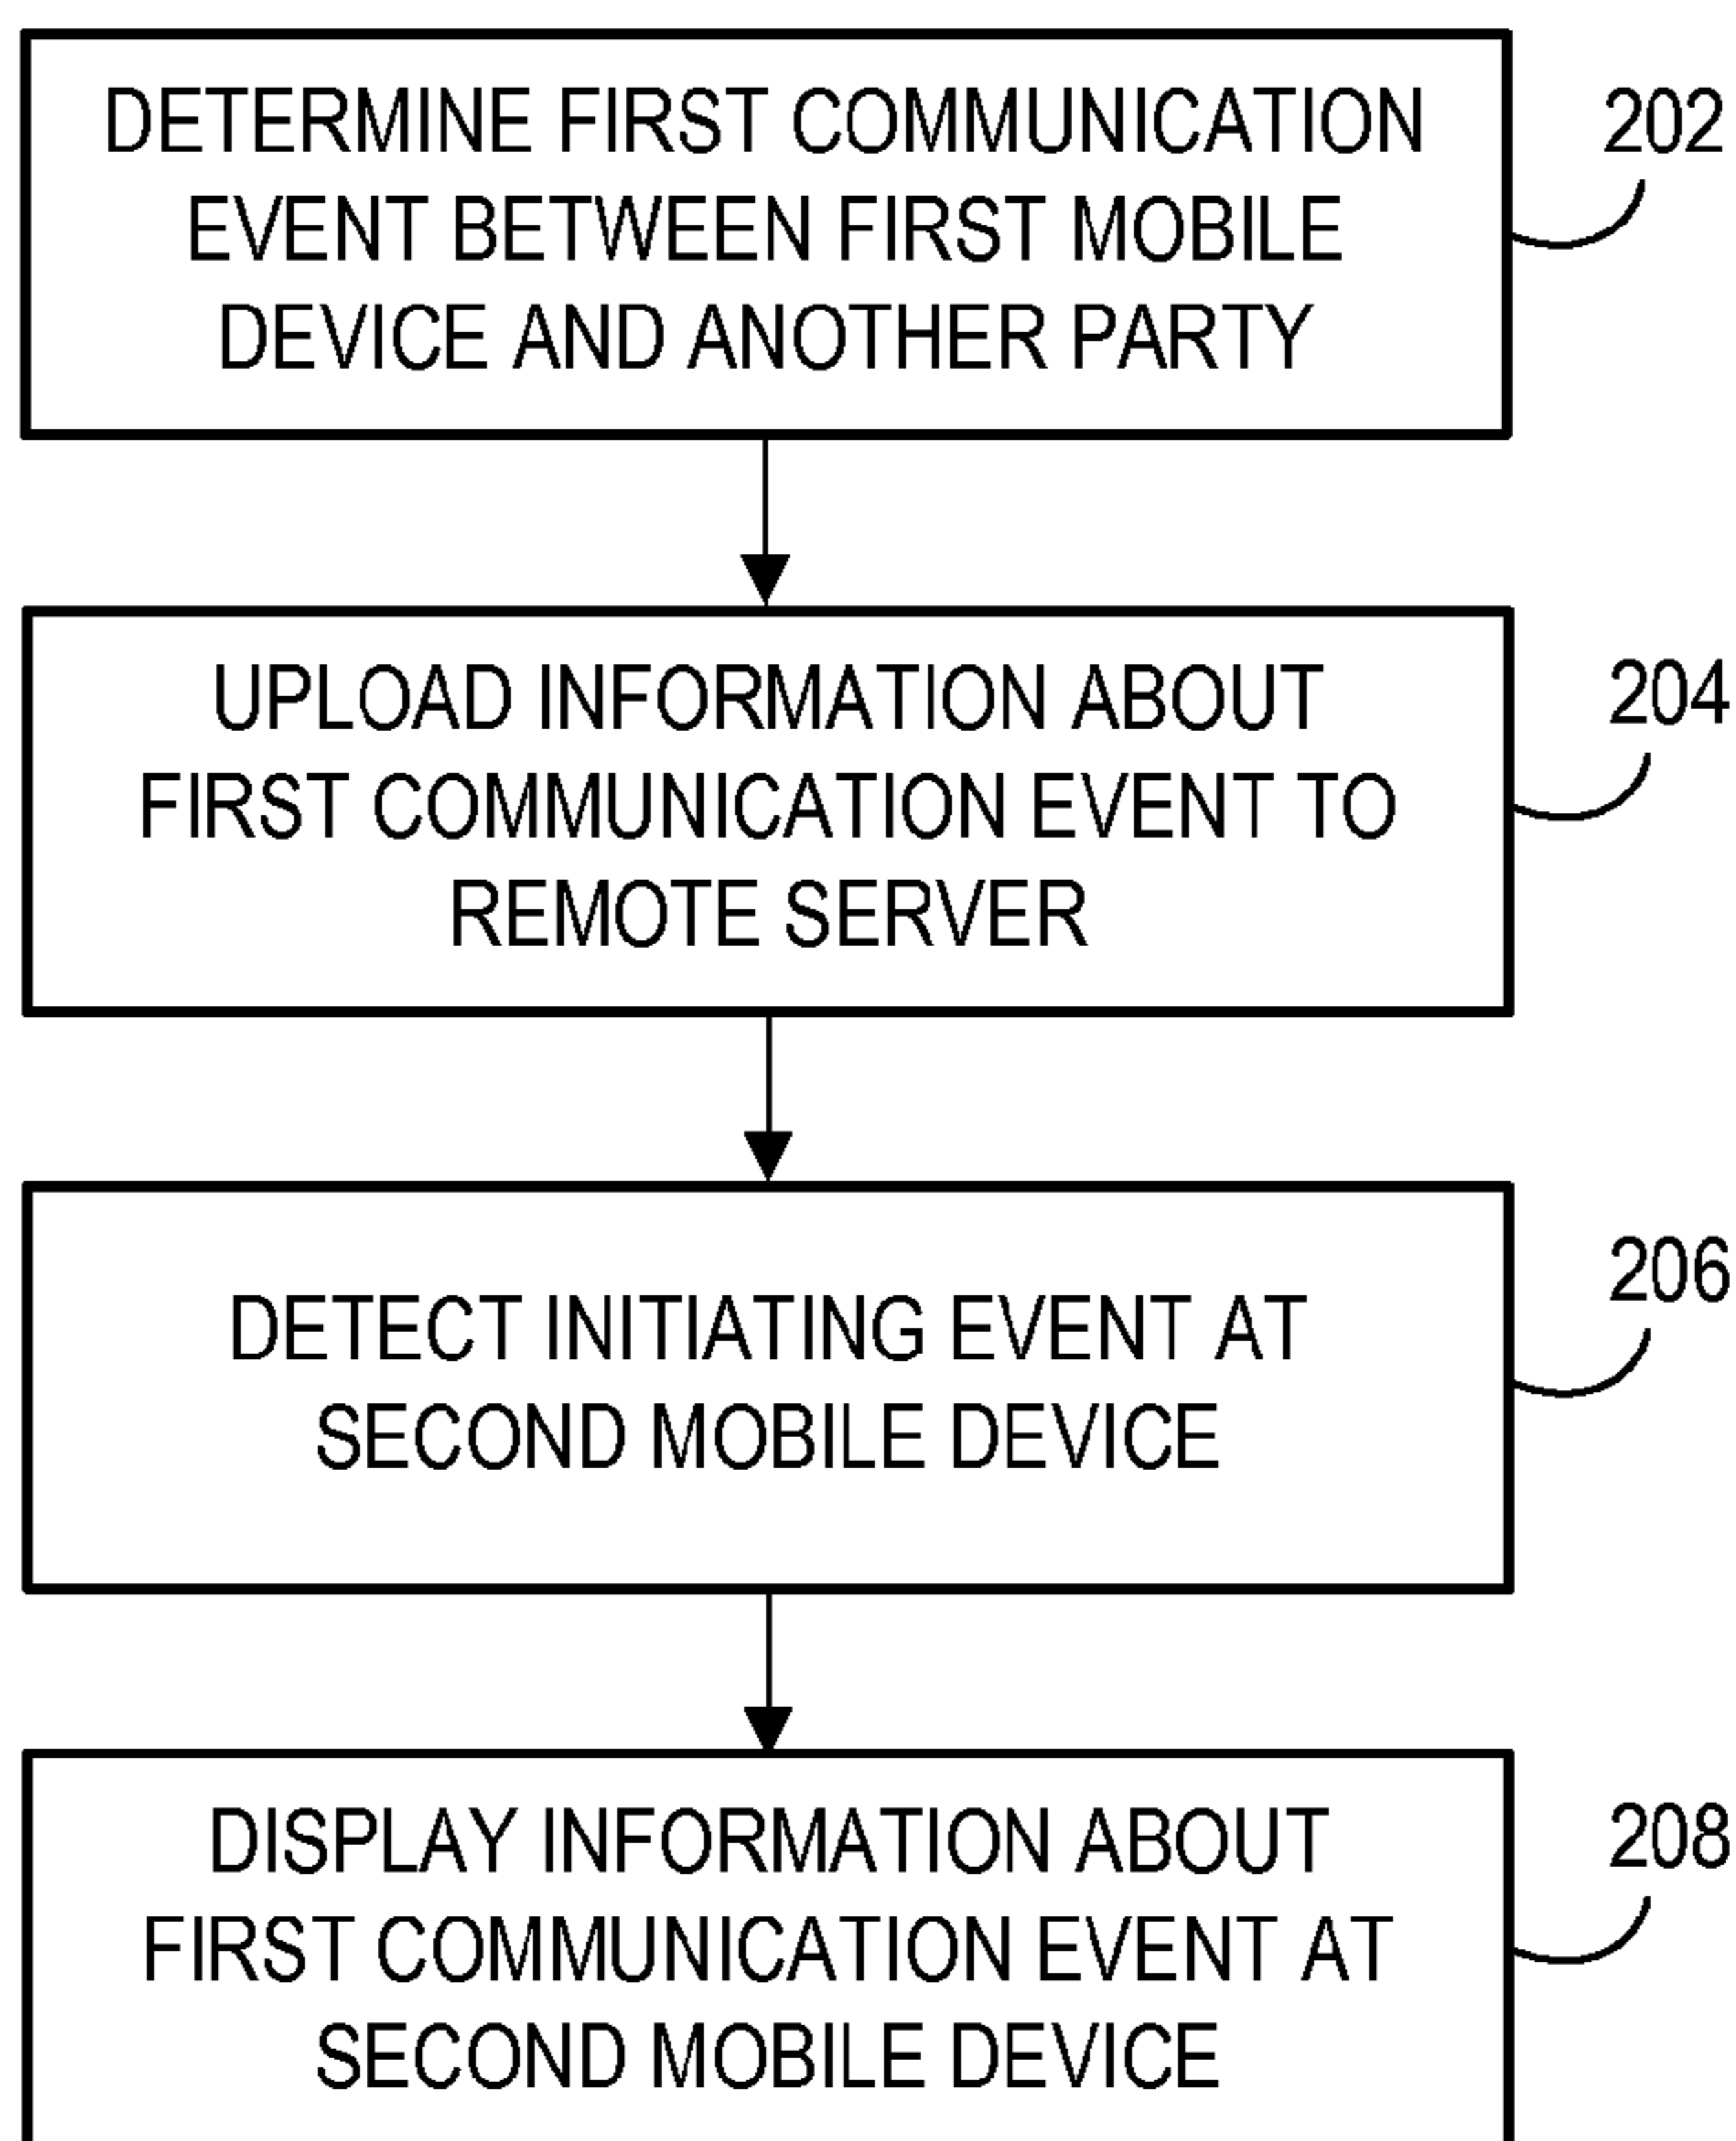 DETERMINE FIRST COMMUNICATION
EVENT BETWEEN FIRST MOBILE
DEVICE AND ANOTHER PARTY
202
UPLOAD INFORMATION ABOUT
FIRST COMMUNICATION EVENT TO
REMOTE SERVER
204
DETECT INITIATING EVENT AT
SECOND MOBILE DEVICE
206
DISPLAY INFORMATION ABOUT
FIRST COMMUNICATION EVENT AT
SECOND MOBILE DEVICE
208